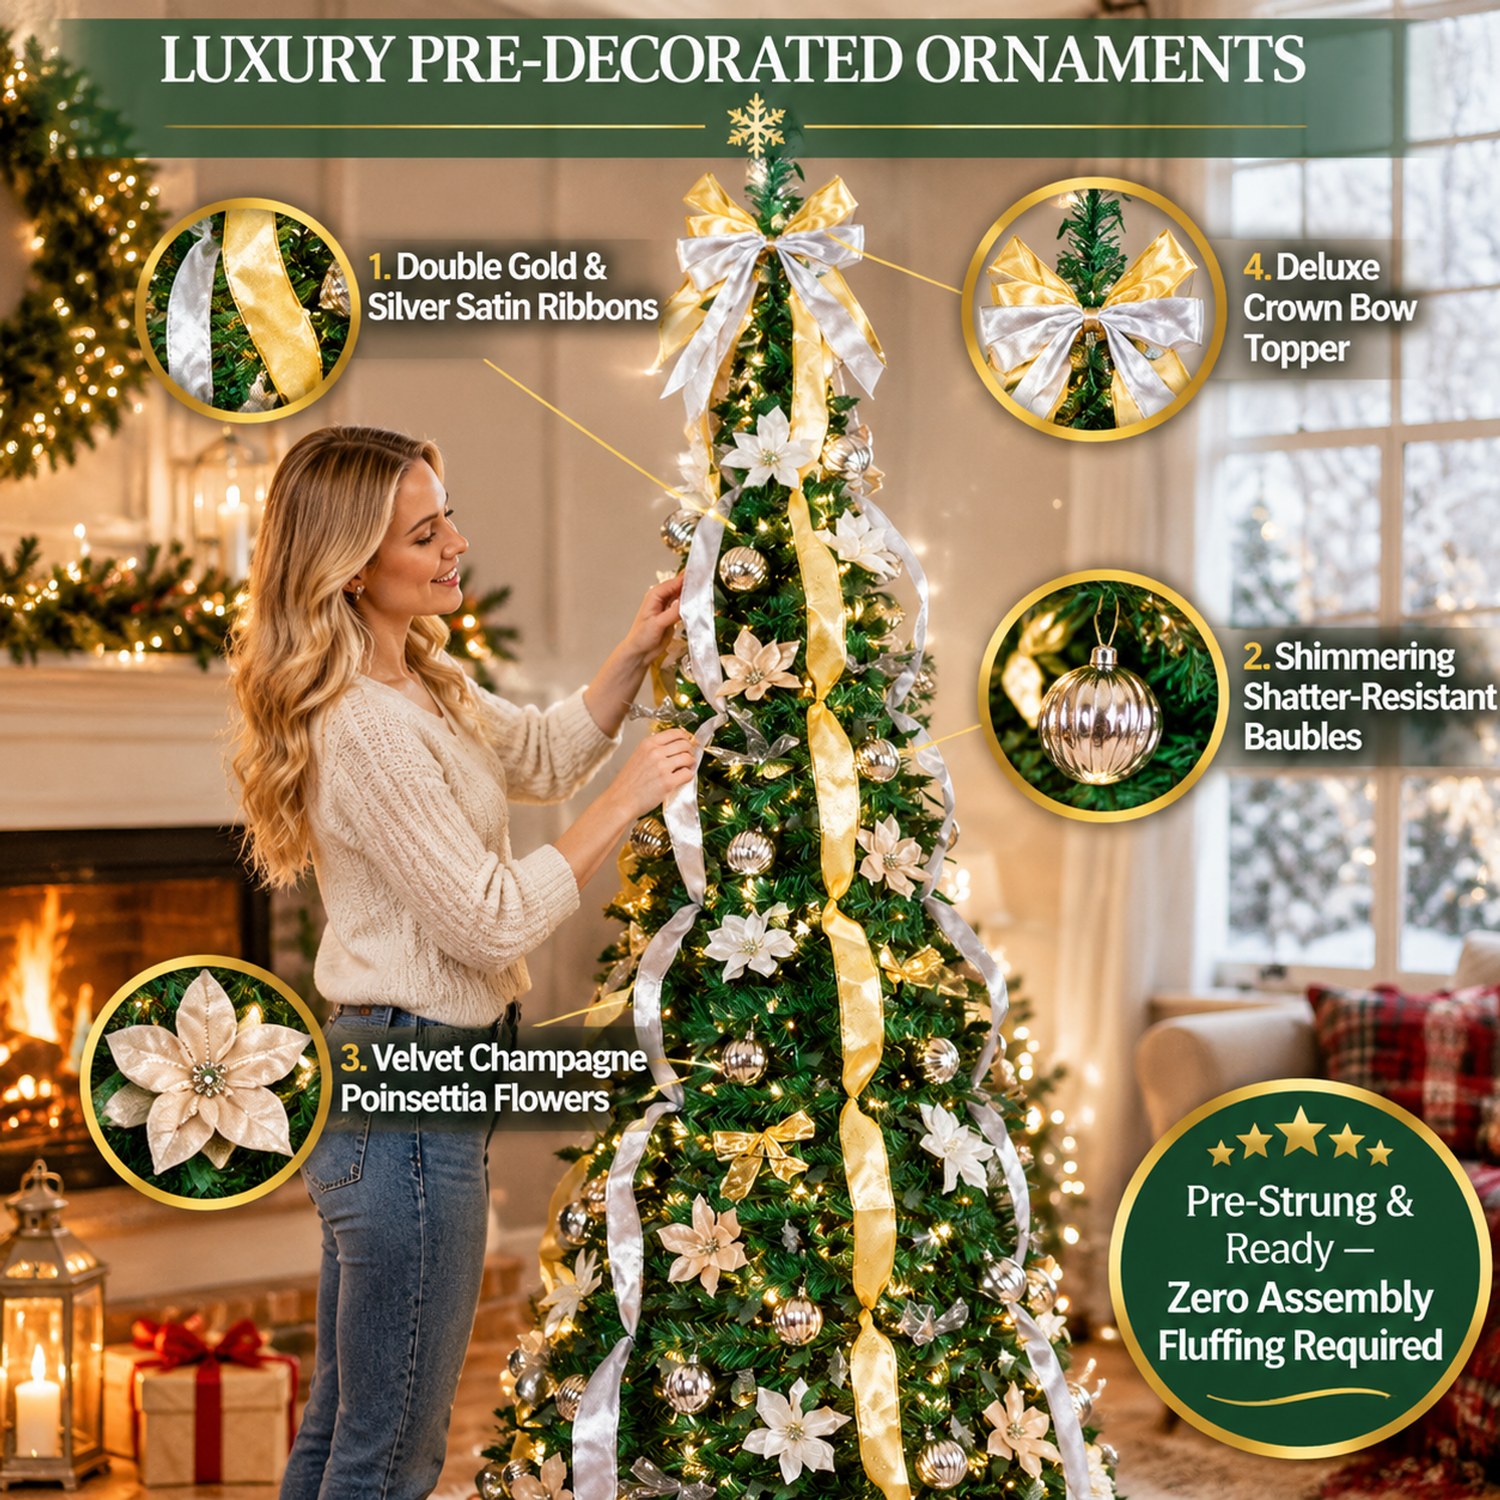 LUXURY PRE-DECORATED ORNAMENTS
1. Double Gold &
Silver Satin Ribbons
4. Deluxe
Crown Bow
Topper
2. Shimmering
Shatter-Resistant
Baubles
3. Velvet Champagne
Poinsettia Flowers
Pre-Strung &
Ready —
Zero Assembly
Fluffing Required